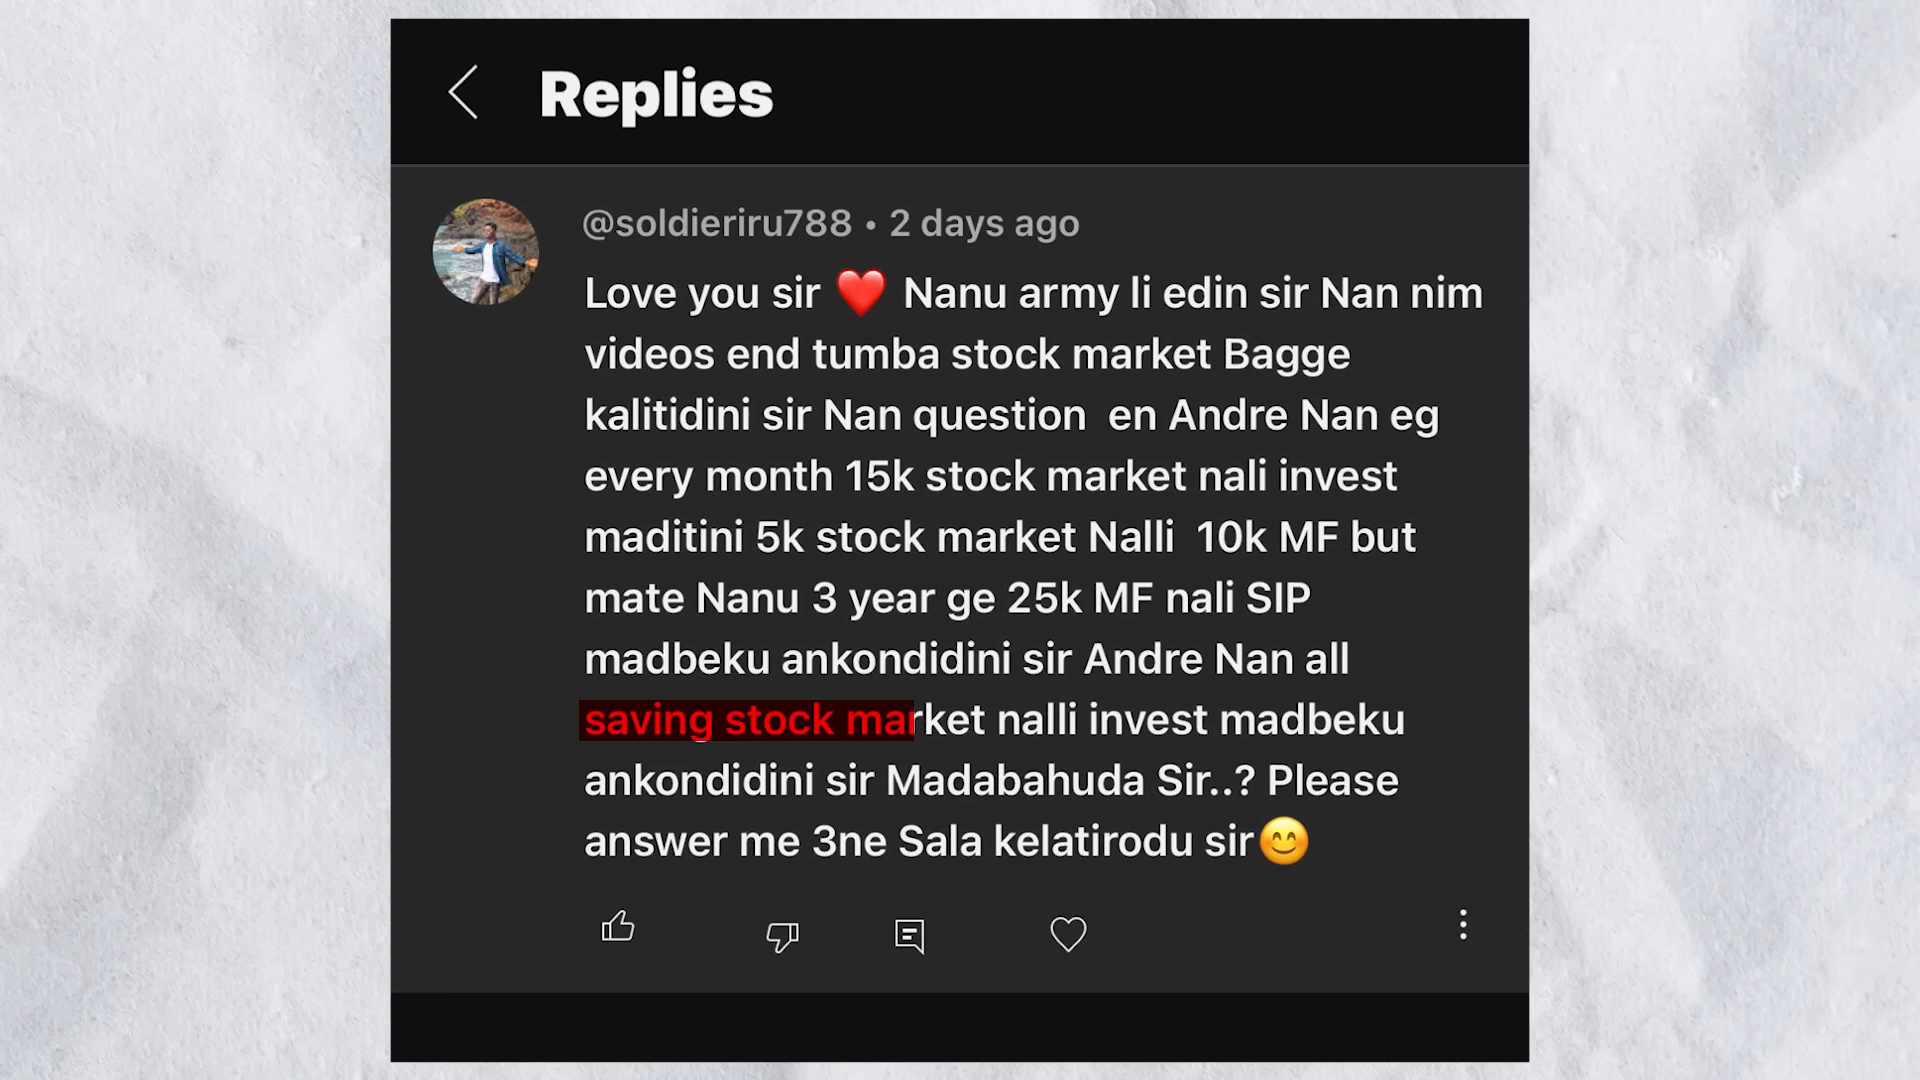 Replies
@soldieriru788 • 2 days ago
Love you sir ❤️ Nanu army li edin sir Nan nim
videos end tumba stock market Bagge
kalitidini sir Nan question en Andre Nan eg
every month 15k stock market nali invest
maditini 5k stock market Nalli 10k MF but
mate Nanu 3 year ge 25k MF nali SIP
madbeku ankondidini sir Andre Nan all
saving stock market nalli invest madbeku
ankondidini sir Madabahuda Sir..? Please
answer me 3ne Sala kelatirodu sir😊